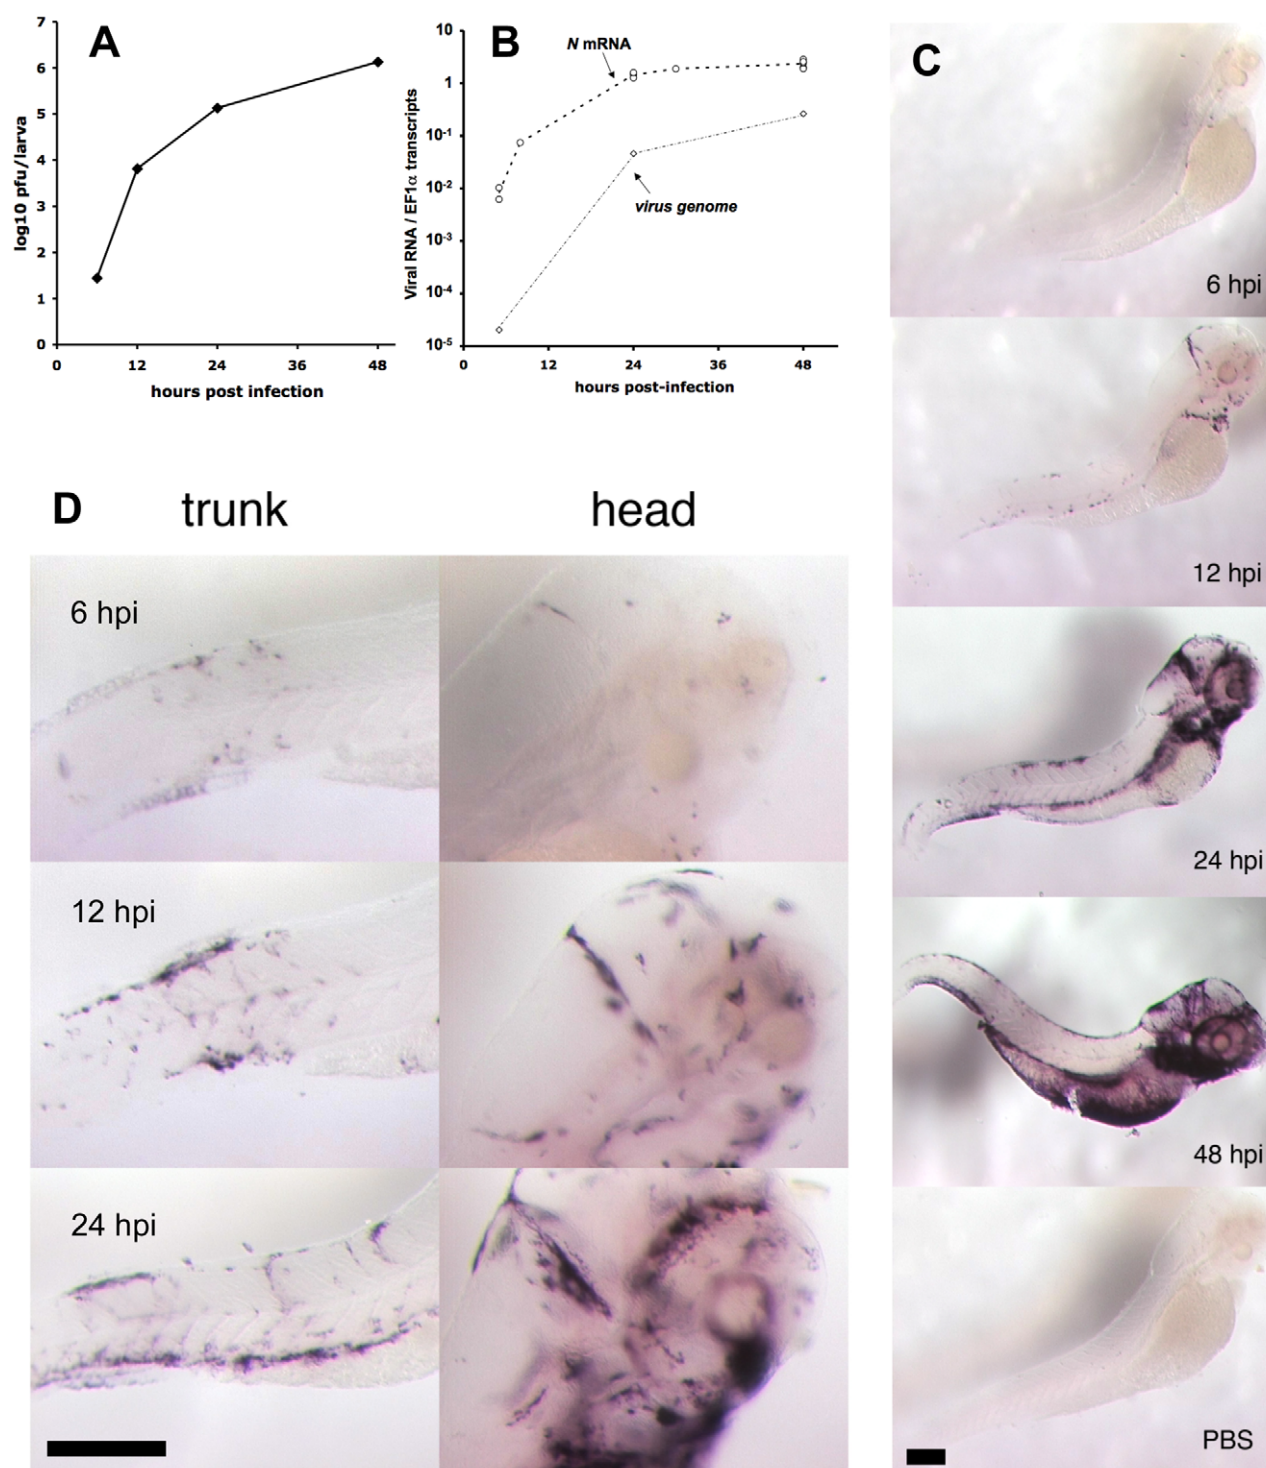 A
7
6
5
4
3
2
1
0
log10 pfu/larva
0 12 24 36 48
hours post infection
B
10
1
10-1
10-2
10-3
10-4
10-5
Viral RNA / EF1α transcripts
N mRNA
virus genome
0 12 24 36 48
hours post-infection
C
6 hpi
12 hpi
24 hpi
48 hpi
PBS
D
trunk head
6 hpi
12 hpi
24 hpi